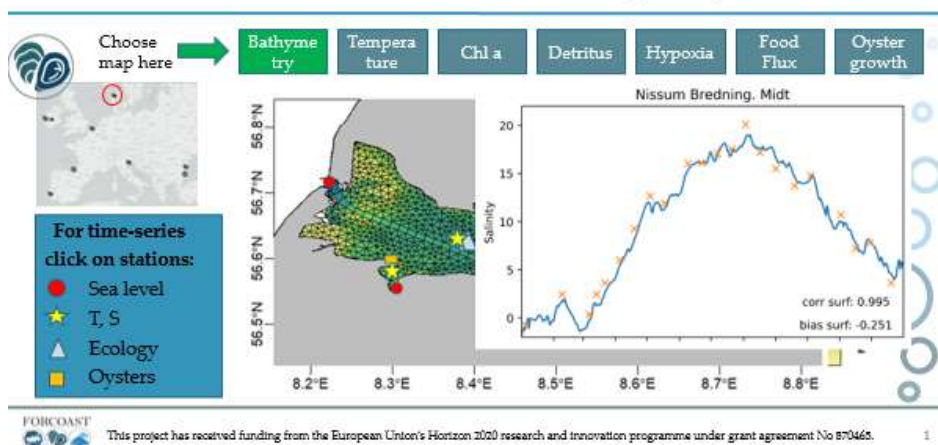 Choose
map here
Bathyme
try
Tempera
ture
Chl a
Detritus
Hypoxia
Food
Flux
Oyster
growth
Nissum Bredning. Midt
56.8°N
56.7°N
56.6°N
56.5°N
8.2°E
8.3°E
8.4°E
8.5°E
8.6°E
8.7°E
8.8°E
Salinity
20
15
10
5
0
corr surf: 0.995
bias surf: -0.251
For time-series
click on stations:
Sea level
T, S
Ecology
Oysters
FORCOAST
This project has received funding from the European Union's Horizon 2020 research and innovation programme under grant agreement No 870465.
1